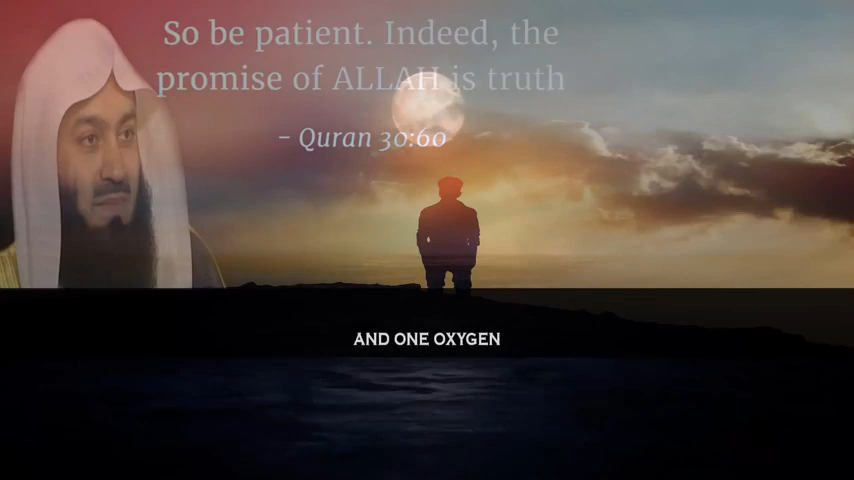 So be patient. Indeed, the
promise of ALLAH is truth
- Quran 30:60
AND ONE OXYGEN